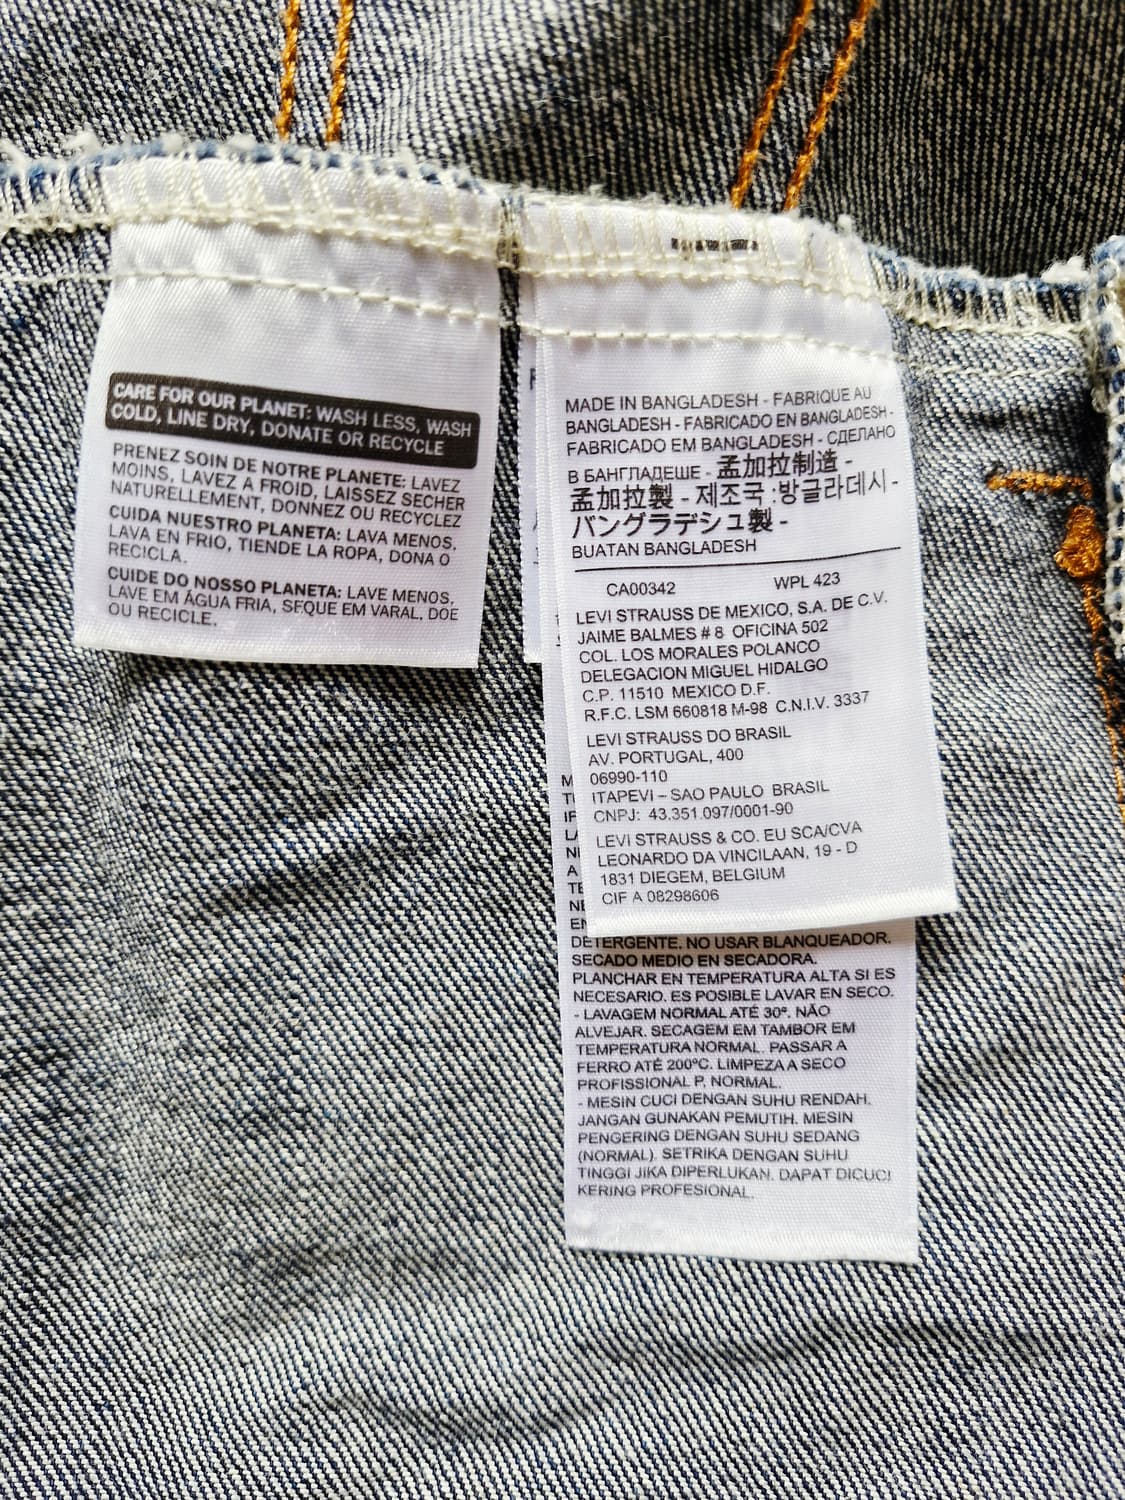 CARE FOR OUR PLANET: WASH LESS, WASH
COLD, LINE DRY, DONATE OR RECYCLE
PRENEZ SOIN DE NOTRE PLANETE: LAVEZ
MOINS, LAVEZ A FROID, LAISSEZ SECHER
NATURELLEMENT, DONNEZ OU RECYCLEZ
CUIDA NUESTRO PLANETA: LAVA MENOS,
LAVA EN FRIO, TIENDE LA ROPA, DONA O
RECICLA.
CUIDE DO NOSSO PLANETA: LAVE MENOS,
LAVE EM ÁGUA FRIA, SEQUE EM VARAL, DOE
OU RECICLE.
MADE IN BANGLADESH - FABRIQUE AU
BANGLADESH - FABRICADO EN BANGLADESH -
FABRICADO EM BANGLADESH - СДЕЛАНО
В БАНГЛАДЕШЕ - 孟加拉制造 -
孟加拉製 - 제조국 :방글라데시 -
バングラデシュ製 -
BUATAN BANGLADESH
CA00342 WPL 423
LEVI STRAUSS DE MEXICO, S.A. DE C.V.
JAIME BALMES # 8 OFICINA 502
COL. LOS MORALES POLANCO
DELEGACION MIGUEL HIDALGO
C.P. 11510 MEXICO D.F.
R.F.C. LSM 660818 M-98 C.N.I.V. 3337
LEVI STRAUSS DO BRASIL
AV. PORTUGAL, 400
06990-110
ITAPEVI – SAO PAULO BRASIL
CNPJ: 43.351.097/0001-90
LEVI STRAUSS & CO. EU SCA/CVA
LEONARDO DA VINCILAAN, 19 - D
1831 DIEGEM, BELGIUM
CIF A 08298606
DETERGENTE. NO USAR BLANQUEADOR.
SECADO MEDIO EN SECADORA.
PLANCHAR EN TEMPERATURA ALTA SI ES
NECESARIO. ES POSIBLE LAVAR EN SECO.
- LAVAGEM NORMAL ATÉ 30º. NÃO
ALVEJAR. SECAGEM EM TAMBOR EM
TEMPERATURA NORMAL. PASSAR A
FERRO ATÉ 200ºC. LIMPEZA A SECO
PROFISSIONAL P, NORMAL.
- MESIN CUCI DENGAN SUHU RENDAH.
JANGAN GUNAKAN PEMUTIH. MESIN
PENGERING DENGAN SUHU SEDANG
(NORMAL). SETRIKA DENGAN SUHU
TINGGI JIKA DIPERLUKAN. DAPAT DICUCI
KERING PROFESIONAL.